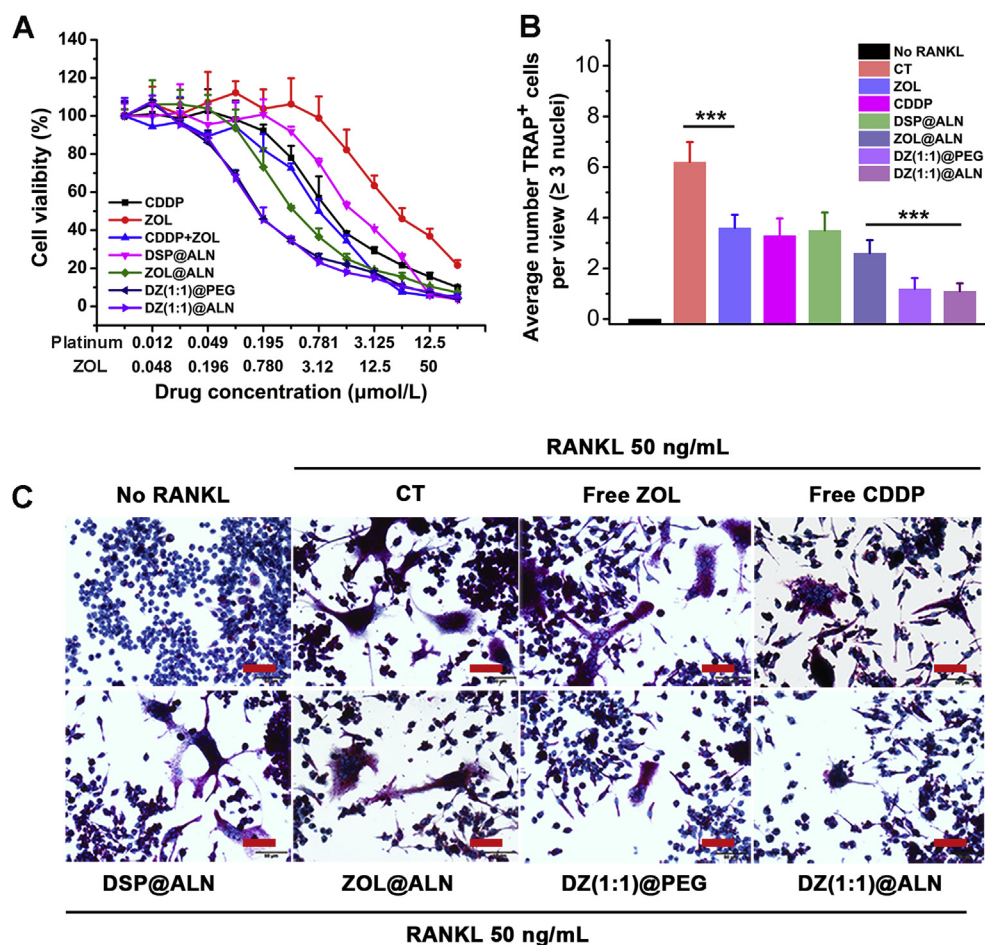 A
Cell vialibity (%)
140
120
100
80
60
40
20
0
CDDP
ZOL
CDDP+ZOL
DSP@ALN
ZOL@ALN
DZ(1:1)@PEG
DZ(1:1)@ALN
Platinum 0.012 0.049 0.195 0.781 3.125 12.5
ZOL 0.048 0.196 0.780 3.12 12.5 50
Drug concentration (μmol/L)
B
Average number TRAP+ cells
per view (≥ 3 nuclei)
8
6
4
2
0
***
***
No RANKL
CT
ZOL
CDDP
DSP@ALN
ZOL@ALN
DZ(1:1)@PEG
DZ(1:1)@ALN
RANKL 50 ng/mL
C
No RANKL CT Free ZOL Free CDDP
DSP@ALN ZOL@ALN DZ(1:1)@PEG DZ(1:1)@ALN
RANKL 50 ng/mL